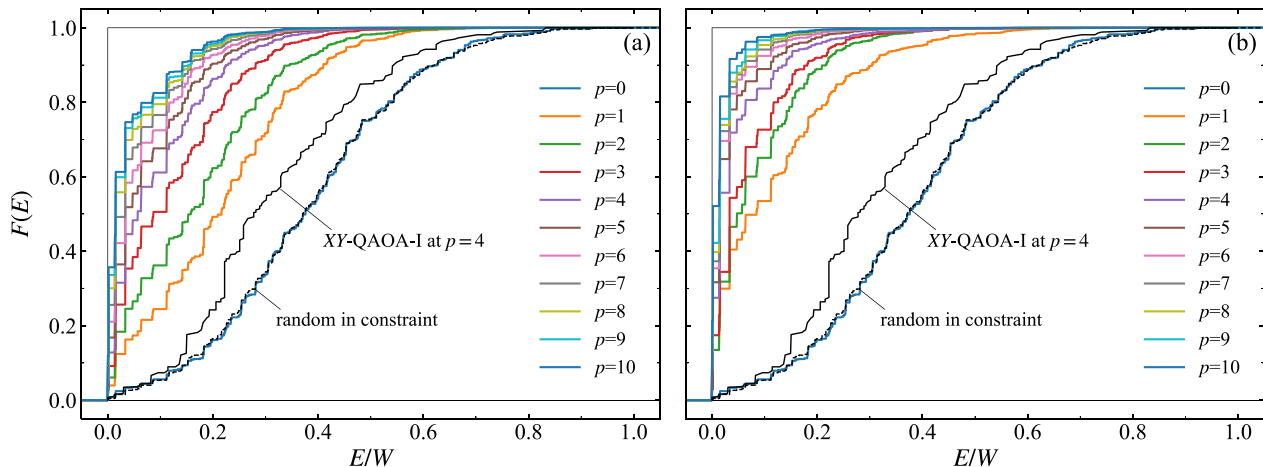 (a)
F(E)
1.0
0.8
0.6
0.4
0.2
0.0
p=0
p=1
p=2
p=3
p=4
p=5
p=6
p=7
p=8
p=9
p=10
XY-QAOA-I at p = 4
random in constraint
0.0 0.2 0.4 0.6 0.8 1.0
E/W
(b)
p=0
p=1
p=2
p=3
p=4
p=5
p=6
p=7
p=8
p=9
p=10
XY-QAOA-I at p = 4
random in constraint
0.0 0.2 0.4 0.6 0.8 1.0
E/W